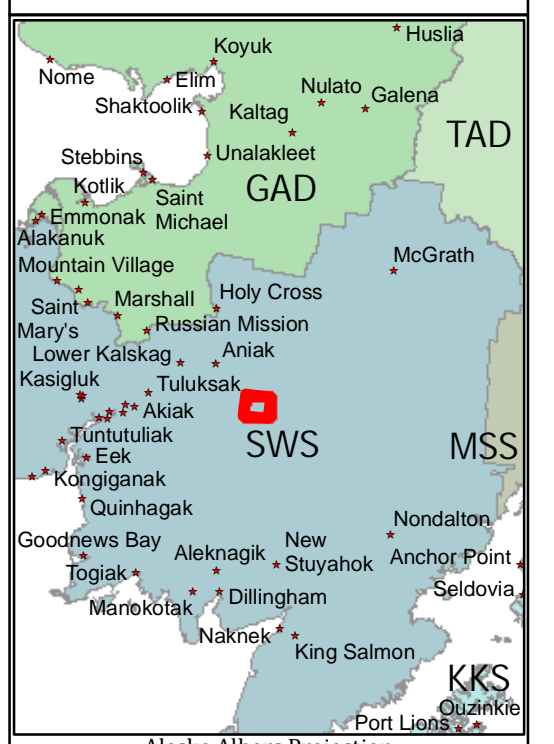 Huslia
Koyuk
Nome
Elim
Nulato
Galena
Shaktoolik
Kaltag
TAD
Stebbins
Unalakleet
Kotlik
GAD
Saint
Michael
Emmonak
Alakanuk
McGrath
Mountain Village
Holy Cross
Saint
Mary's
Marshall
Russian Mission
Lower Kalskag
Aniak
Kasigluk
Tuluksak
Akiak
Tuntutuliak
SWS
MSS
Eek
Kongiganak
Quinhagak
Nondalton
Goodnews Bay
Aleknagik
New
Stuyahok
Anchor Point
Togiak
Seldovia
Manokotak
Dillingham
Naknek
King Salmon
KKS
Ouzinkie
Port Lions
Alaska Albers Projection